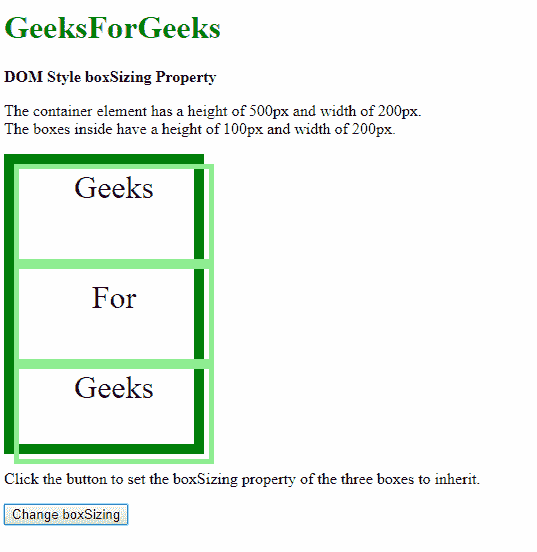 GeeksForGeeks
DOM Style boxSizing Property
The container element has a height of 500px and width of 200px.
The boxes inside have a height of 100px and width of 200px.
Geeks
For
Geeks
Click the button to set the boxSizing property of the three boxes to inherit.
Change boxSizing